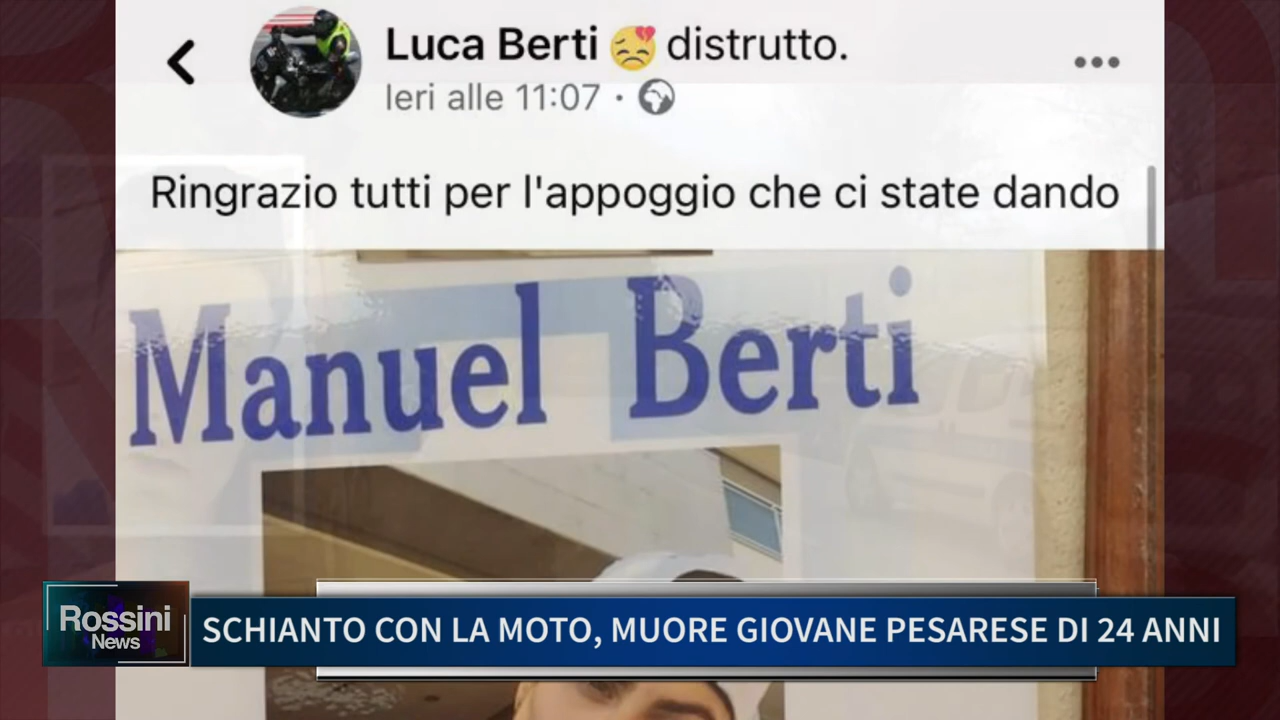 Luca Berti 😥 distrutto.
Ieri alle 11:07
Ringrazio tutti per l'appoggio che ci state dando
Manuel Berti
Rossini
News
SCHIANTO CON LA MOTO, MUORE GIOVANE PESARESE DI 24 ANNI